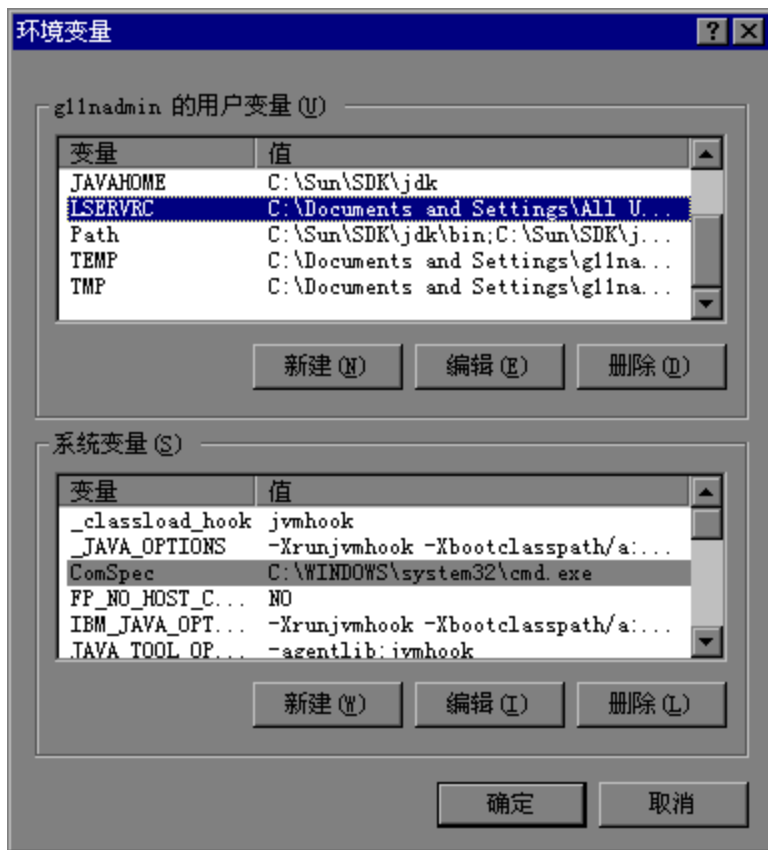 环境变量
g11nadmin 的用户变量(U)
变量 值
JAVAHOME C:\Sun\SDK\jdk
LSERVRC C:\Documents and Settings\All U...
Path C:\Sun\SDK\jdk\bin;C:\Sun\SDK\j...
TEMP C:\Documents and Settings\g11na...
TMP C:\Documents and Settings\g11na...
新建(N) 编辑(E) 删除(D)
系统变量(S)
变量 值
_classload_hook jvmhook
_JAVA_OPTIONS -Xrunjvmhook -Xbootclasspath/a:...
ComSpec C:\WINDOWS\system32\cmd.exe
FP_NO_HOST_C... NO
IBM_JAVA_OPT... -Xrunjvmhook -Xbootclasspath/a:...
JAVA_TOOL_OP... -agentlib:jvmhook
新建(W) 编辑(I) 删除(L)
确定 取消